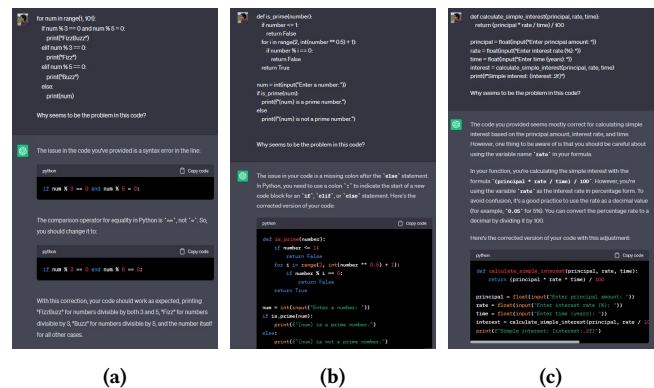 for num in range(1, 101):
if num % 3 == 0 and num % 5 = 0:
print("FizzBuzz")
elif num % 3 == 0:
print("Fizz")
elif num % 5 == 0:
print("Buzz")
else:
print(num)
Why seems to be the problem in this code?
The issue in the code you've provided is a syntax error in the line.
python
Copy code
if num % 3 == 0 and num % 5 = 0:
The comparison operator for equality in Python is `==`, not `=`. So,
you should change it to:
python
Copy code
if num % 3 == 0 and num % 5 == 0:
With this correction, your code should work as expected, printing
"FizzBuzz" for numbers divisible by both 3 and 5, "Fizz" for numbers
divisible by 3, "Buzz" for numbers divisible by 5, and the number itself
for all other cases.
(a)
def is_prime(number):
if number <= 1:
return False
for i in range(2, int(number ** 0.5) + 1):
if number % i == 0:
return False
return True
num = int(input("Enter a number: "))
if is_prime(num):
print(f"{num} is a prime number.")
else
print(f"{num} is not a prime number.")
Why seems to be the problem in this code?
The issue in your code is a missing colon after the `else` statement.
In Python, you need to use a colon `:` to indicate the start of a new
code block for an `if`, `elif`, or `else` statement. Here's the
corrected version of your code:
python
Copy code
def is_prime(number):
if number <= 1:
return False
for i in range(2, int(number ** 0.5) + 1):
if number % i == 0:
return False
return True
num = int(input("Enter a number: "))
if is_prime(num):
print(f"{num} is a prime number.")
else:
print(f"{num} is not a prime number.")
(b)
def calculate_simple_interest(principal, rate, time):
return (principal * rate / time) / 100
principal = float(input("Enter principal amount: "))
rate = float(input("Enter interest rate (%): "))
time = float(input("Enter time (years): "))
interest = calculate_simple_interest(principal, rate, time)
print(f"Simple interest: {interest:.2f}")
Why seems to be the problem in this code?
The code you provided seems mostly correct for calculating simple
interest based on the principal amount, interest rate, and time.
However, one thing to be aware of is that you should be careful about
using the variable name `rate` in your formula.
In your function, you're calculating the simple interest with the
formula `(principal * rate / time) / 100`. However, you're
using the variable `rate` as the interest rate in percentage form. To
avoid confusion, it's a good practice to use the rate as a decimal value
(for example, `0.05` for 5%). You can convert the percentage rate to a
decimal by dividing it by 100.
Here's the corrected version of your code with this adjustment:
python
Copy code
def calculate_simple_interest(principal, rate, time):
return (principal * rate * time) / 100
principal = float(input("Enter principal amount: "))
rate = float(input("Enter interest rate (%): "))
time = float(input("Enter time (years): "))
interest = calculate_simple_interest(principal, rate / 10
print(f"Simple interest: {interest:.2f}")
(c)